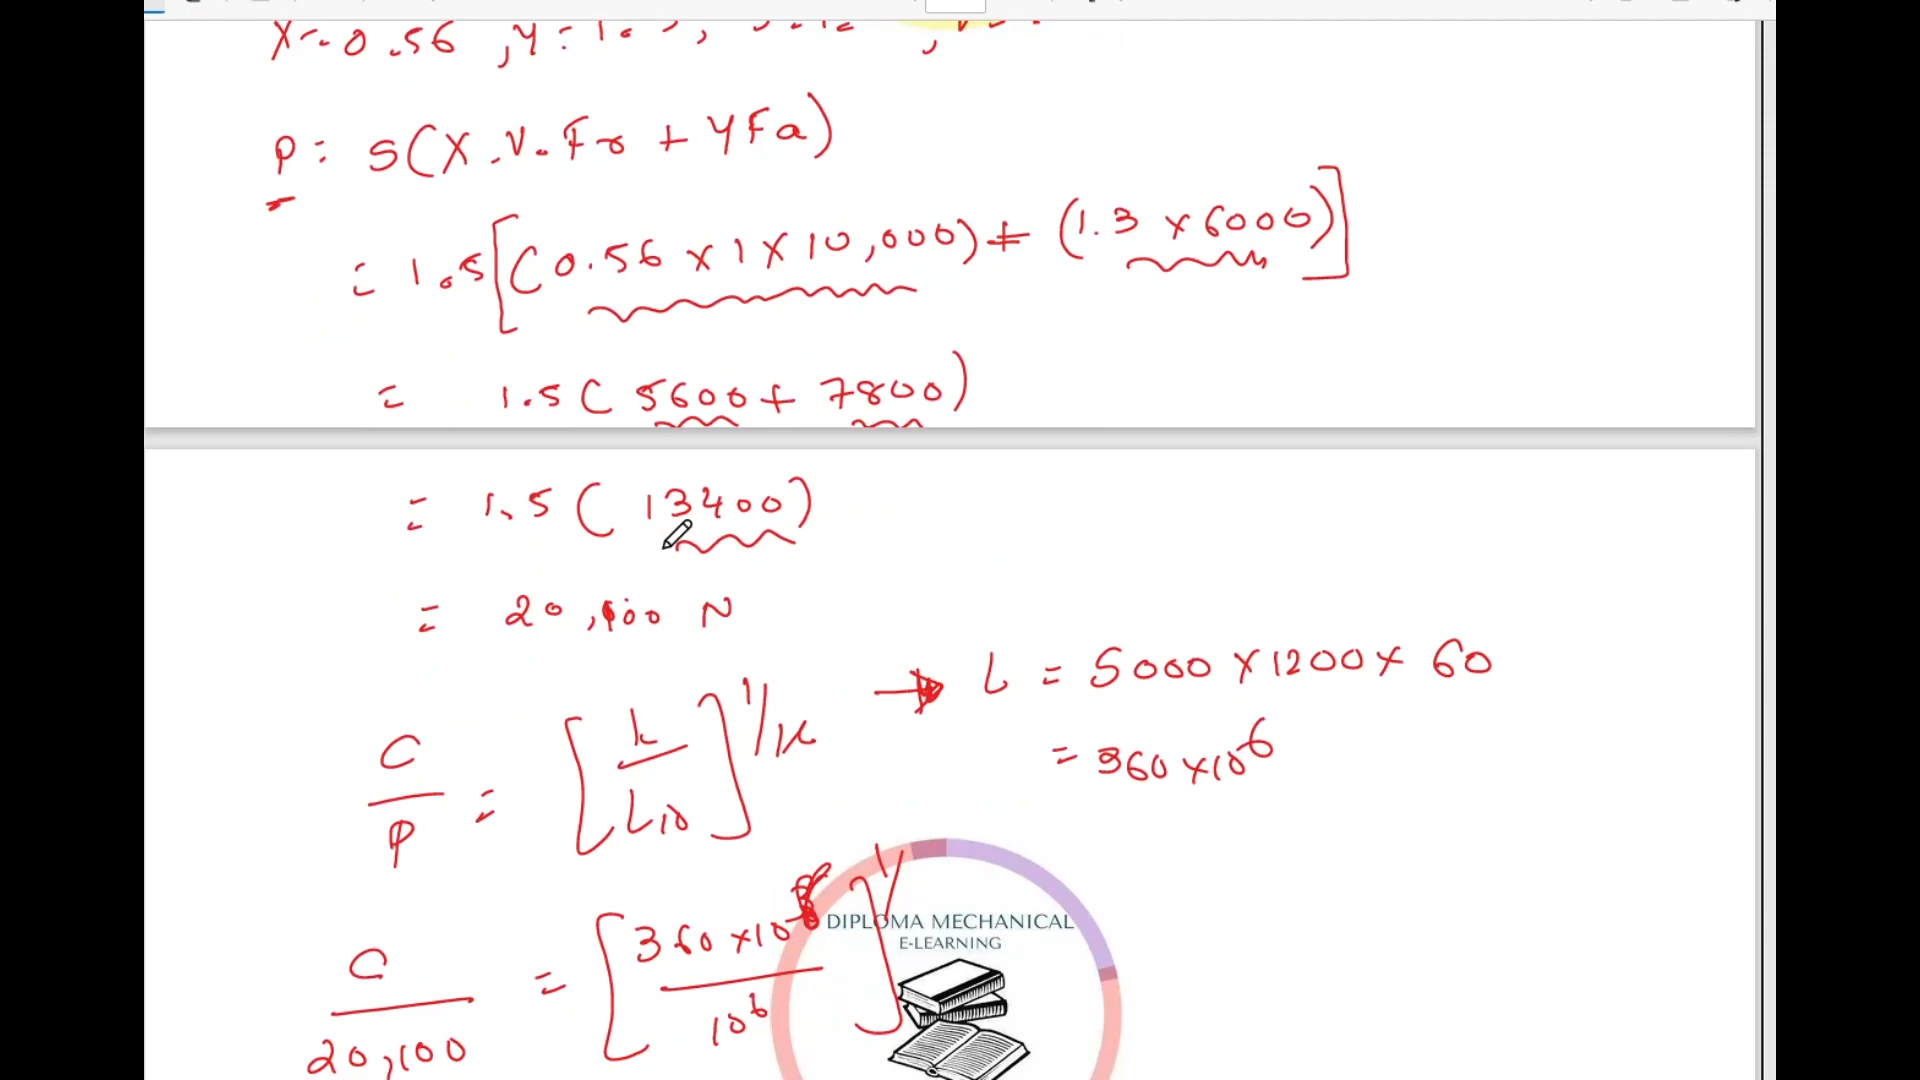 X = 0.56 , Y = 1.
P = S(X . V. Fr + YFa)
= 1.5[(0.56 x 1 X 10,000) + (1.3 x 6000)]
= 1.5 ( 5600 + 7800)
= 1.5 ( 13400)
= 20,100 N
→ L = 5000 X 1200 x 60
C/P = [L/L10]^1/K
= 360 x 10^6
C/20,100 = [360 x 10^6/10^6]^1/
DIPLOMA MECHANICAL
E-LEARNING